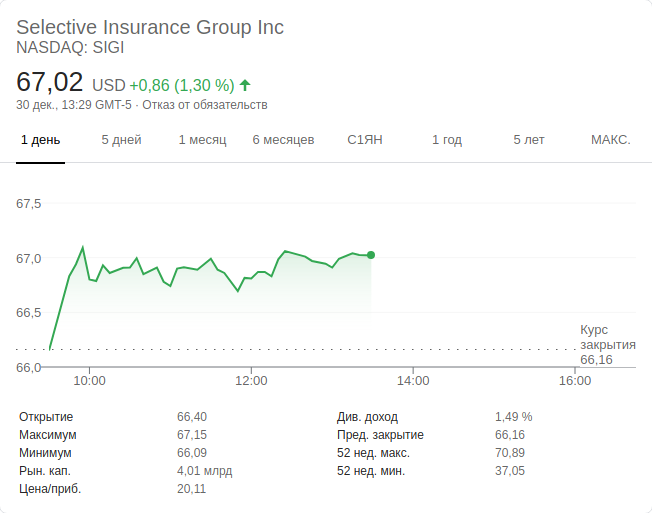 Selective Insurance Group Inc
NASDAQ: SIGI
67,02 USD +0,86 (1,30 %)
30 дек., 13:29 GMT-5 · Отказ от обязательств
1 день 5 дней 1 месяц 6 месяцев С1ЯН 1 год 5 лет МАКС.
67,5
67,0
66,5
66,0
Курс
закрытия
66,16
10:00 12:00 14:00 16:00
Открытие 66,40 Див. доход 1,49 %
Максимум 67,15 Пред. закрытие 66,16
Минимум 66,09 52 нед. макс. 70,89
Рын. кап. 4,01 млрд 52 нед. мин. 37,05
Цена/приб. 20,11